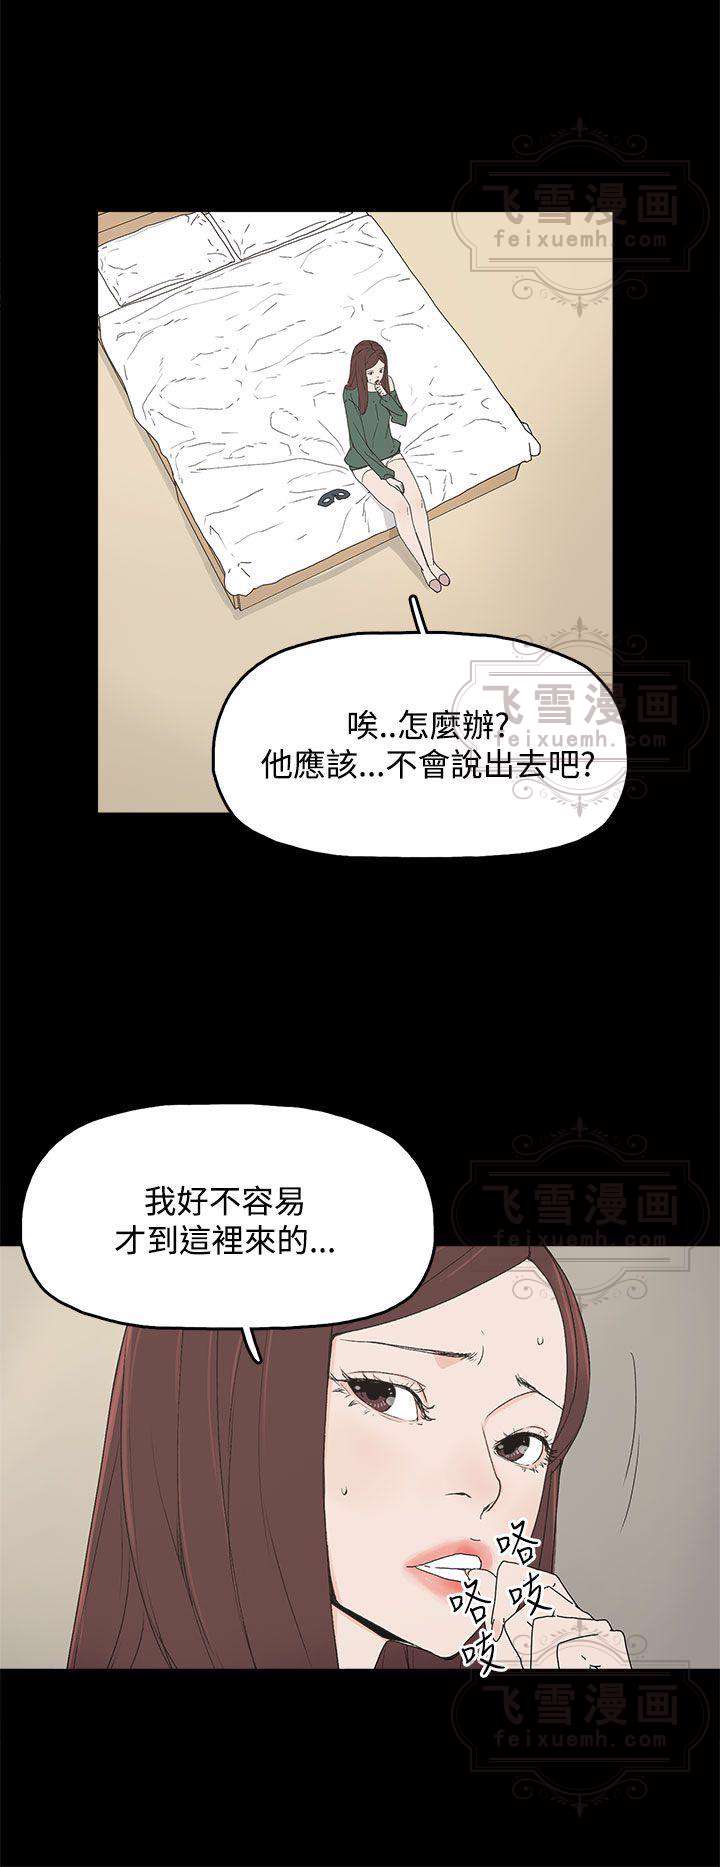 飞雪漫画
feixuemh.com
唉..怎麼辦?
他應該...不會說出去吧?
飞雪漫画
feixuemh.com
我好不容易
才到這裡來的...
飞雪漫画
feixuemh.com
咯吱
咯吱
飞雪漫画
feixuemh.com